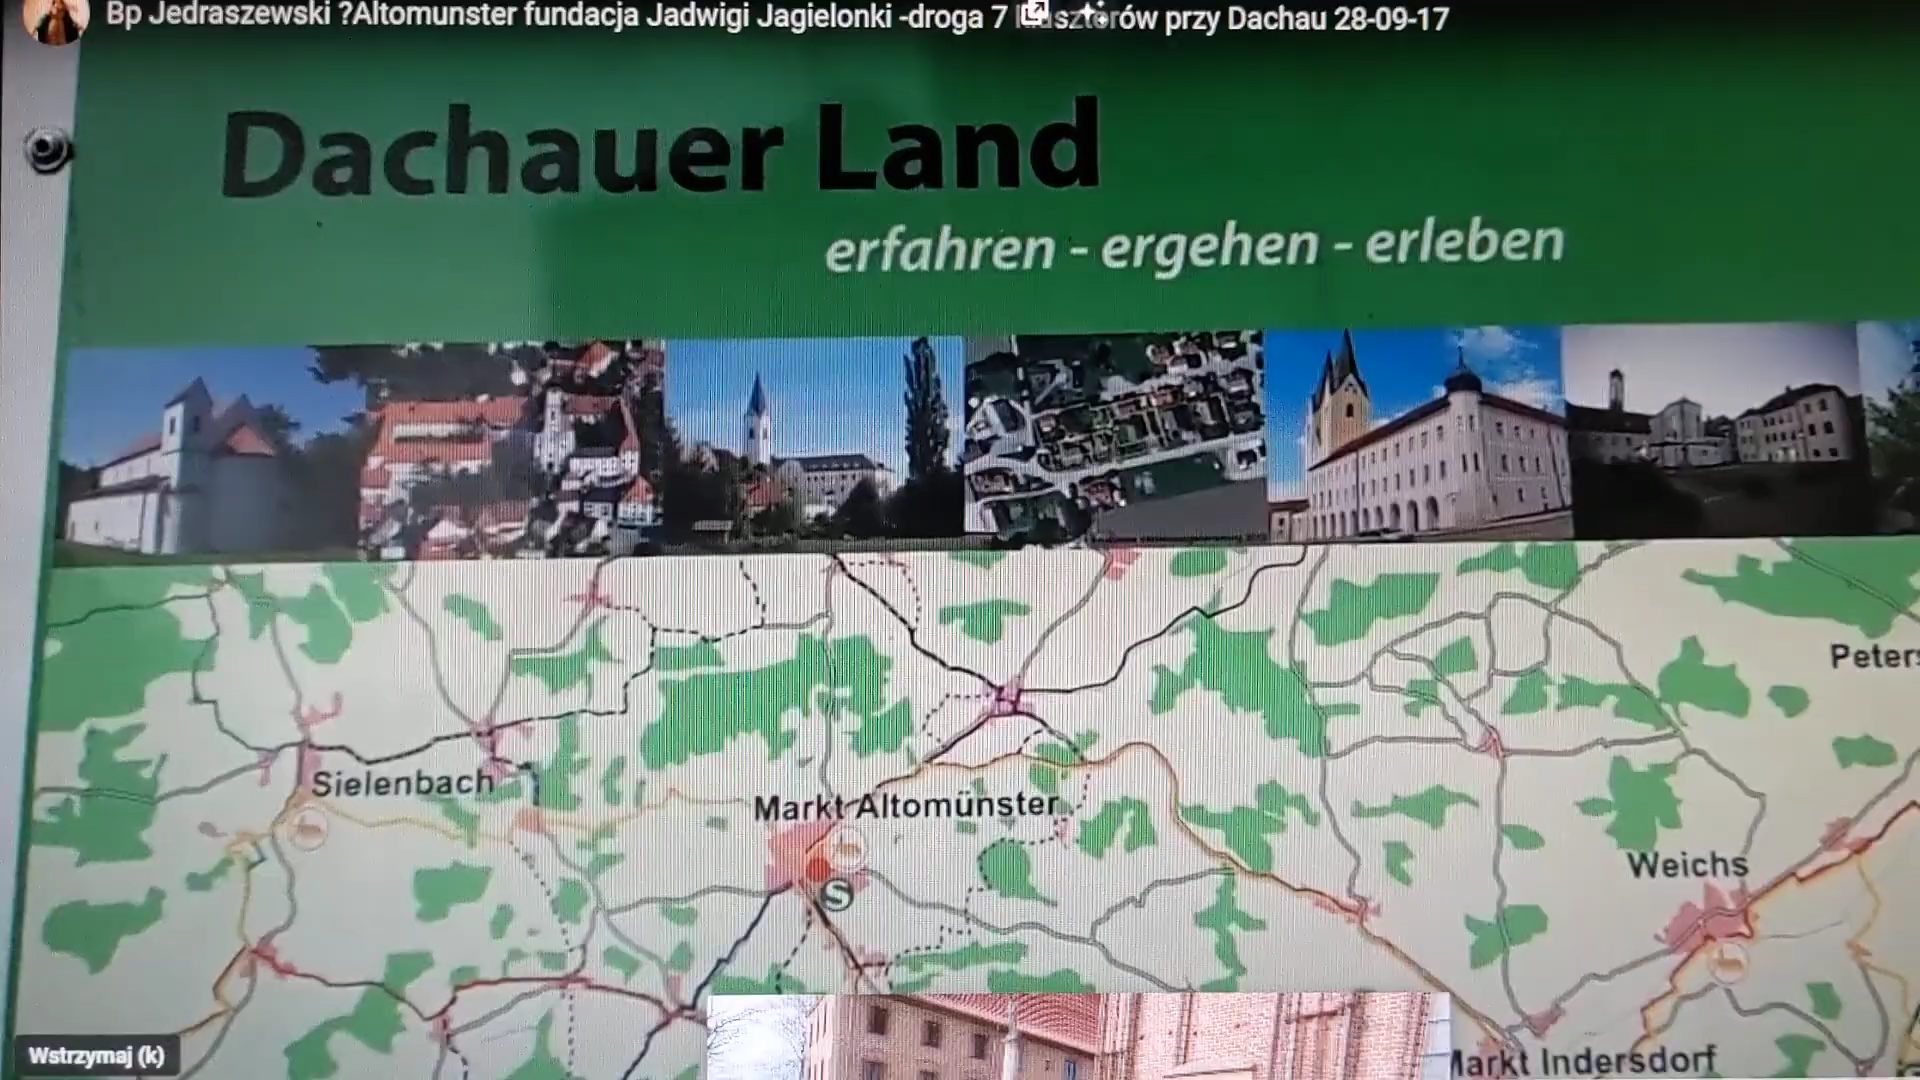 Bp Jedraszewski ?Altomunster fundacja Jadwigi Jagielonki -droga 7 przy Dachau 28-09-17
Dachauer Land
erfahren - ergehen - erleben
Sielenbach
Markt Altomünster
S
Weichs
Markt Indersdorf
Wstrzymaj (k)